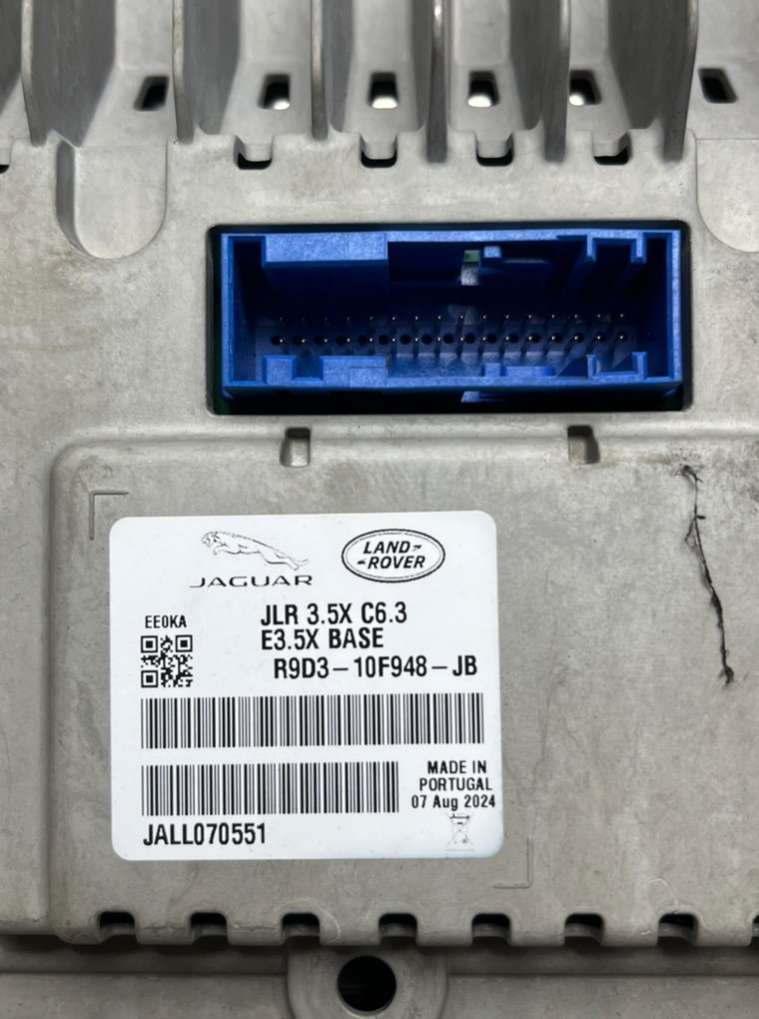 JAGUAR
LAND-
-ROVER
EE0KA
JLR 3.5X C6.3
E3.5X BASE
R9D3-10F948-JB
MADE IN
PORTUGAL
07 Aug 2024
JALL070551